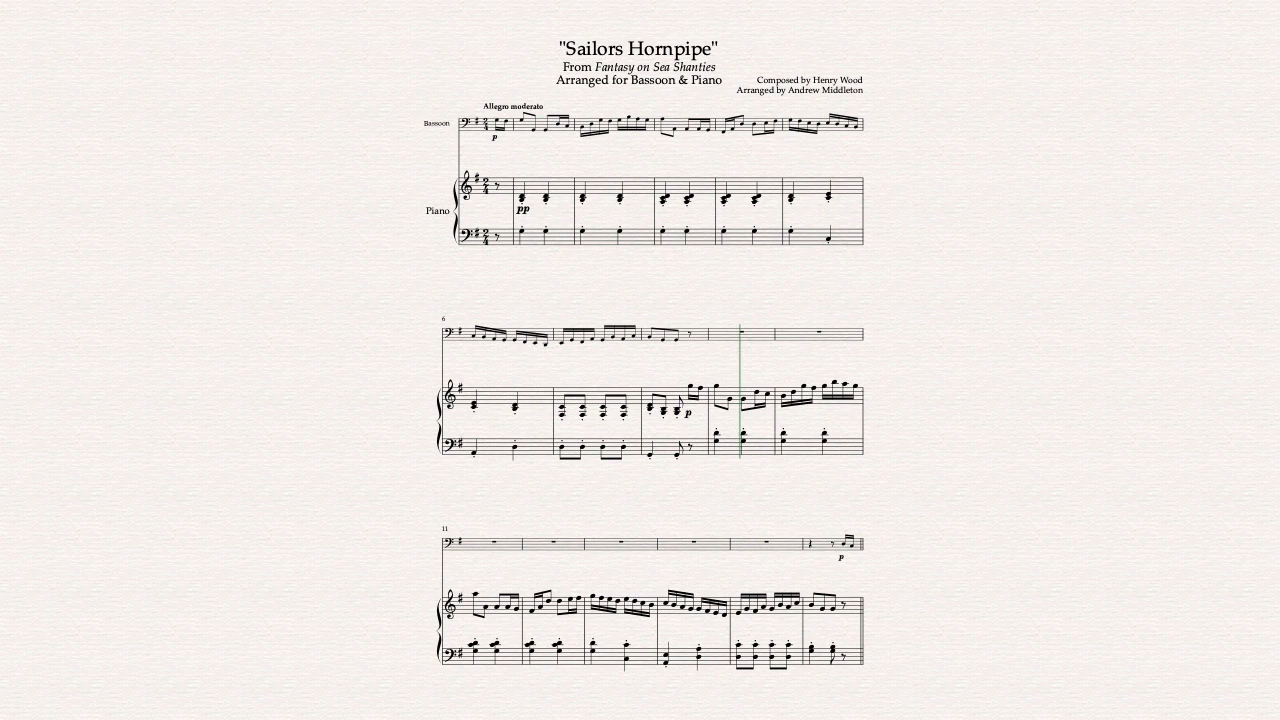 "Sailors Hornpipe"
From Fantasy on Sea Shanties
Arranged for Bassoon & Piano
Composed by Henry Wood
Arranged by Andrew Middleton
Allegro moderato
Bassoon
p
Piano
pp
6
p
11
p